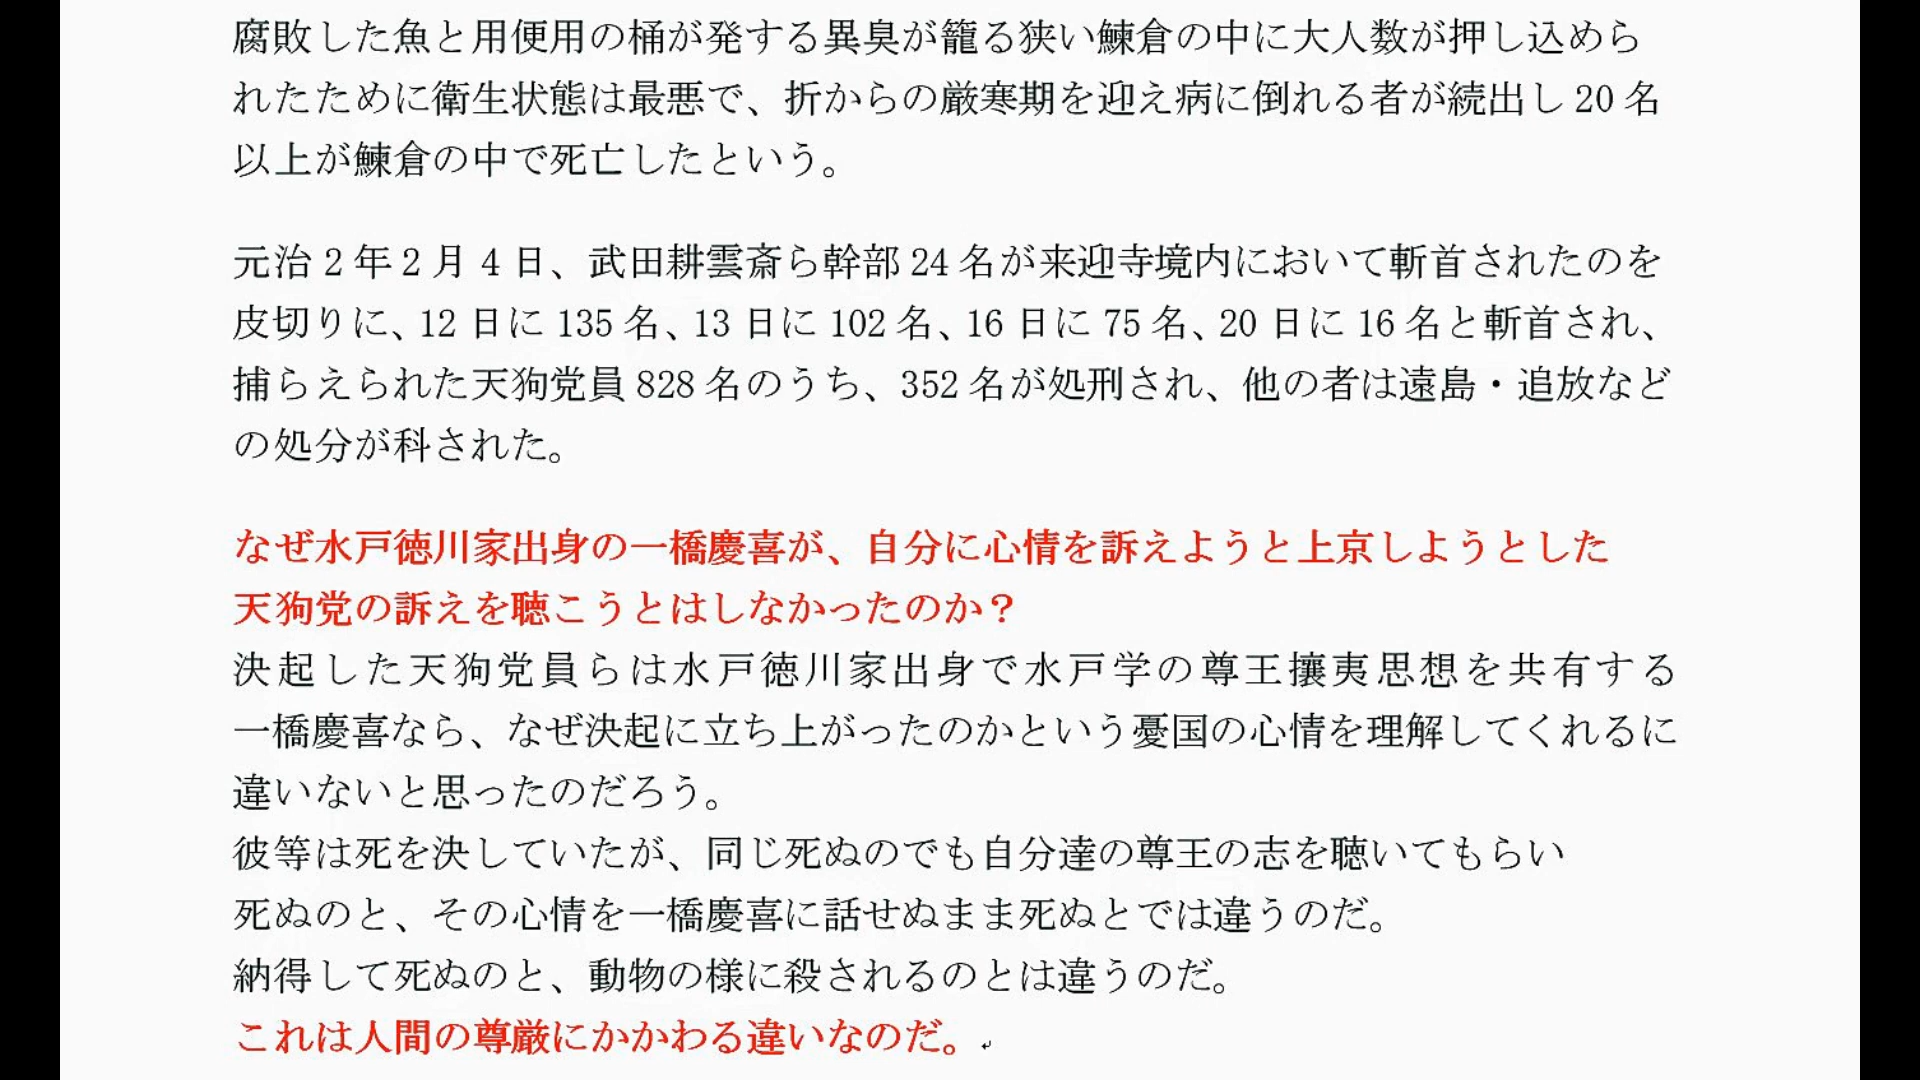 腐敗した魚と用便用の桶が発する異臭が籠る狭い鰊倉の中に大人数が押し込めら
れたために衛生状態は最悪で、折からの厳寒期を迎え病に倒れる者が続出し 20 名
以上が鰊倉の中で死亡したという。
元治 2 年 2 月 4 日、武田耕雲斎ら幹部 24 名が来迎寺境内において斬首されたのを
皮切りに、12 日に 135 名、13 日に 102 名、16 日に 75 名、20 日に 16 名と斬首され、
捕らえられた天狗党員 828 名のうち、352 名が処刑され、他の者は遠島・追放など
の処分が科された。
なぜ水戸徳川家出身の一橋慶喜が、自分に心情を訴えようと上京しようとした
天狗党の訴えを聴こうとはしなかったのか？
決起した天狗党員らは水戸徳川家出身で水戸学の尊王攘夷思想を共有する
一橋慶喜なら、なぜ決起に立ち上がったのかという憂国の心情を理解してくれるに
違いないと思ったのだろう。
彼等は死を決していたが、同じ死ぬのでも自分達の尊王の志を聴いてもらい
死ぬのと、その心情を一橋慶喜に話せぬまま死ぬとでは違うのだ。
納得して死ぬのと、動物の様に殺されるのとは違うのだ。
これは人間の尊厳にかかわる違いなのだ。